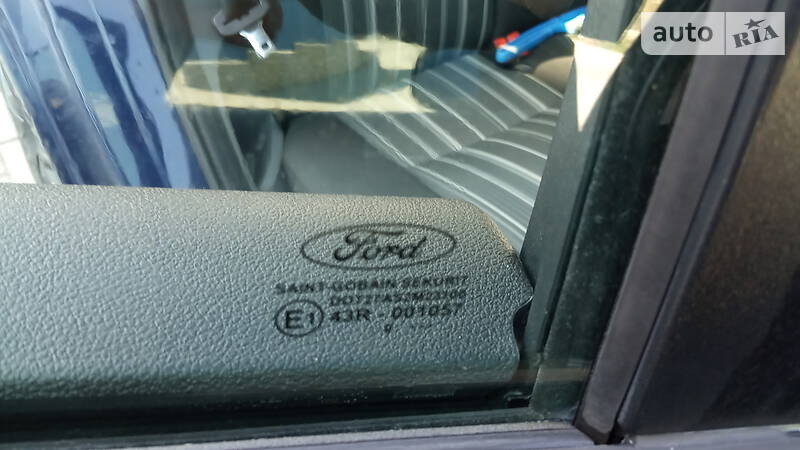 auto RIA
Ford
SAINT-GOBAIN SEKURIT
E1 43R - 001057